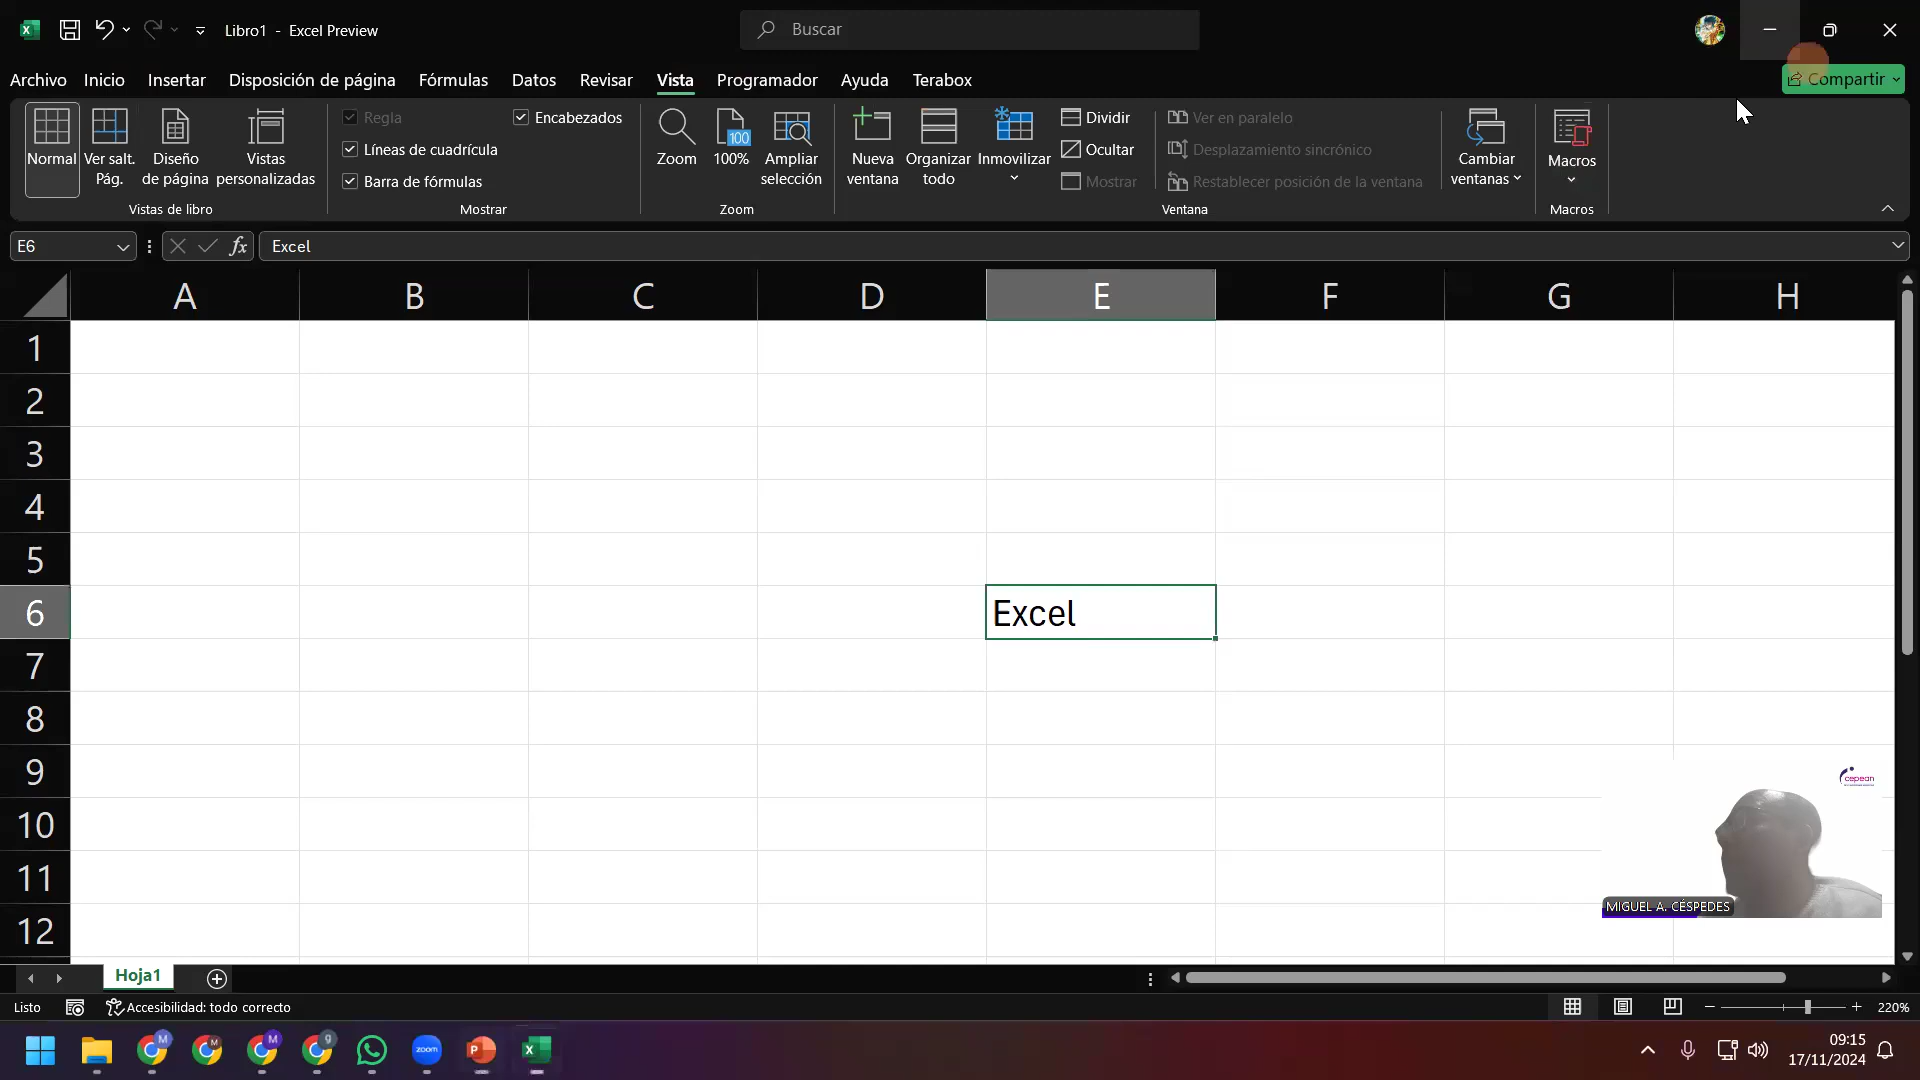 Libro1 - Excel Preview
Buscar
Archivo Inicio Insertar Disposición de página Fórmulas Datos Revisar Vista Programador Ayuda Terabox
Compartir
Normal
Ver salt. Pág.
Diseño de página
Vistas personalizadas
Vistas de libro
Regla
Líneas de cuadrícula
Barra de fórmulas
Encabezados
Mostrar
Zoom
100
100%
Ampliar selección
Zoom
Nueva ventana
Organizar todo
Inmovilizar
Dividir
Ocultar
Mostrar
Ver en paralelo
Desplazamiento sincrónico
Restablecer posición de la ventana
Cambiar ventanas
Ventana
Macros
Macros
E6
fx
Excel
A B C D E F G H
1
2
3
4
5
6 Excel
7
8
9
10
11
12
cepean
MIGUEL A. CÉSPEDES
Hoja1
Listo
Accesibilidad: todo correcto
220%
M
M
M
9
zoom
09:15
17/11/2024